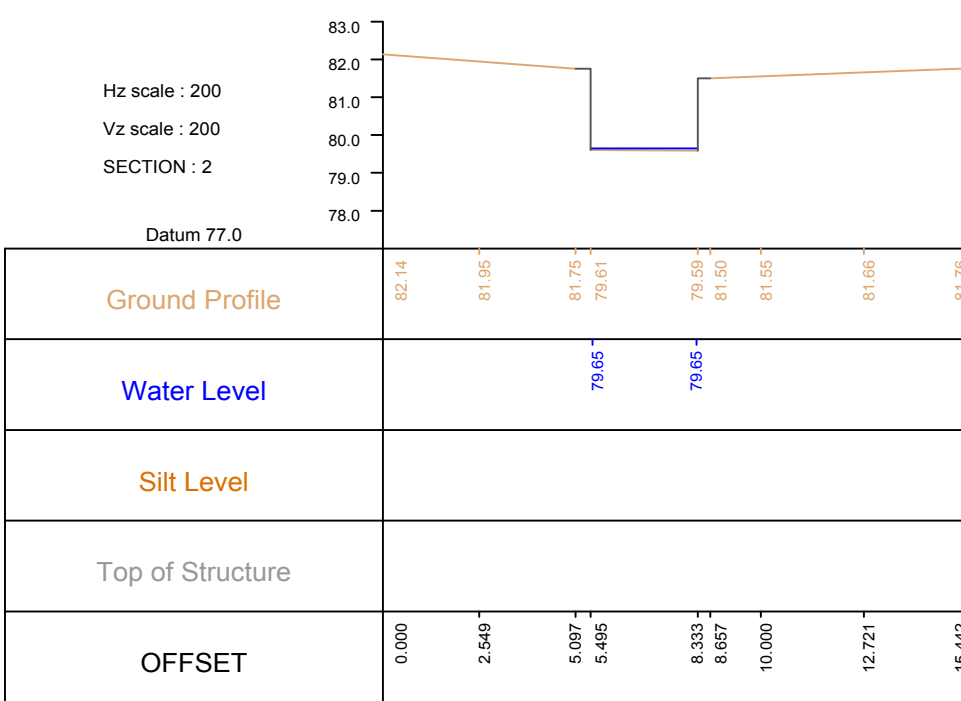 83.0
82.0
81.0
80.0
79.0
78.0
Hz scale : 200
Vz scale : 200
SECTION : 2
Datum 77.0
Ground Profile
82.14
81.95
81.75
79.61
79.59
81.50
81.55
81.66
81.76
Water Level
79.65
79.65
Silt Level
Top of Structure
OFFSET
0.000
2.549
5.097
5.495
8.333
8.657
10.000
12.721